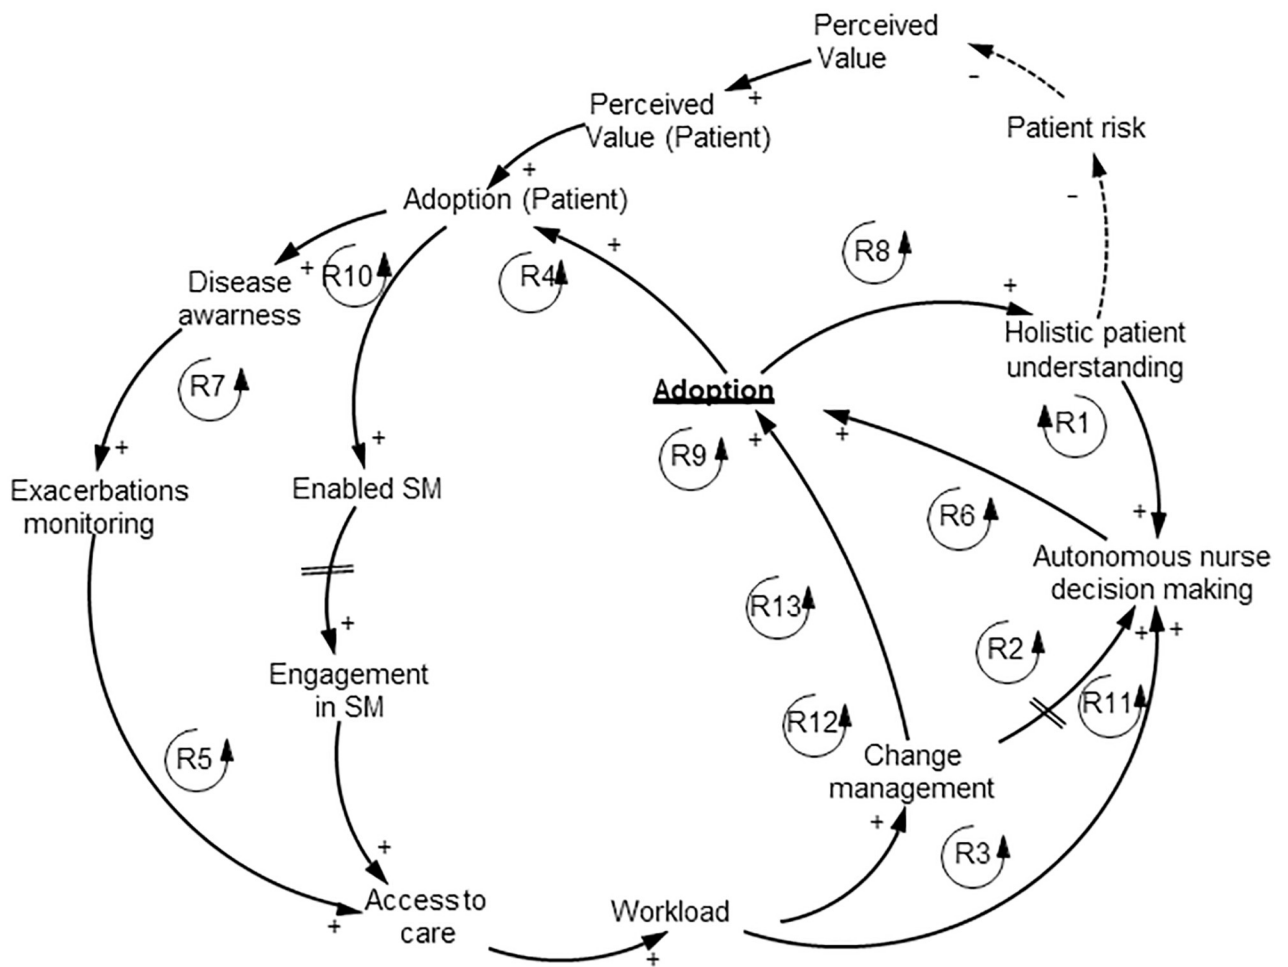 Perceived
Value
+
-
Perceived
Value (Patient)
Patient risk
+
-
Adoption (Patient)
+
R8
+
R10
R4
+
Disease
awarness
Holistic patient
understanding
R7
Adoption
R1
+
+
R9
+
+
Enabled SM
Exacerbations
monitoring
R6
+
Autonomous nurse
decision making
R13
+
R2
+
+
Engagement
in SM
R11
R12
R5
Change
management
+
+
R3
Access to
care
Workload
+
+